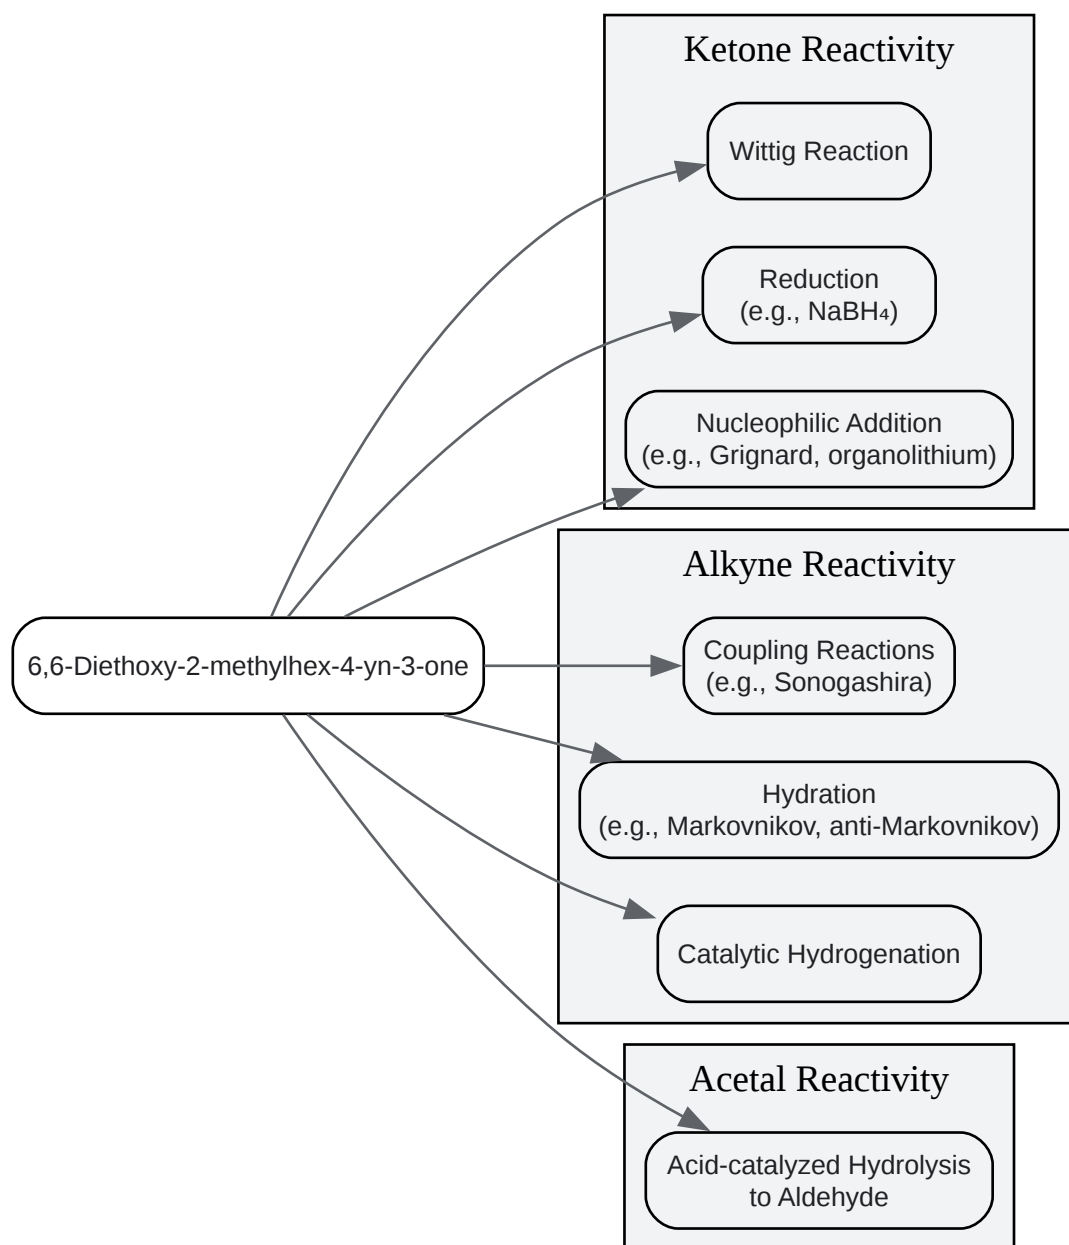 Ketone Reactivity
Wittig Reaction
Reduction
(e.g., NaBH₄)
Nucleophilic Addition
(e.g., Grignard, organolithium)
Alkyne Reactivity
6,6-Diethoxy-2-methylhex-4-yn-3-one
Coupling Reactions
(e.g., Sonogashira)
Hydration
(e.g., Markovnikov, anti-Markovnikov)
Catalytic Hydrogenation
Acetal Reactivity
Acid-catalyzed Hydrolysis
to Aldehyde